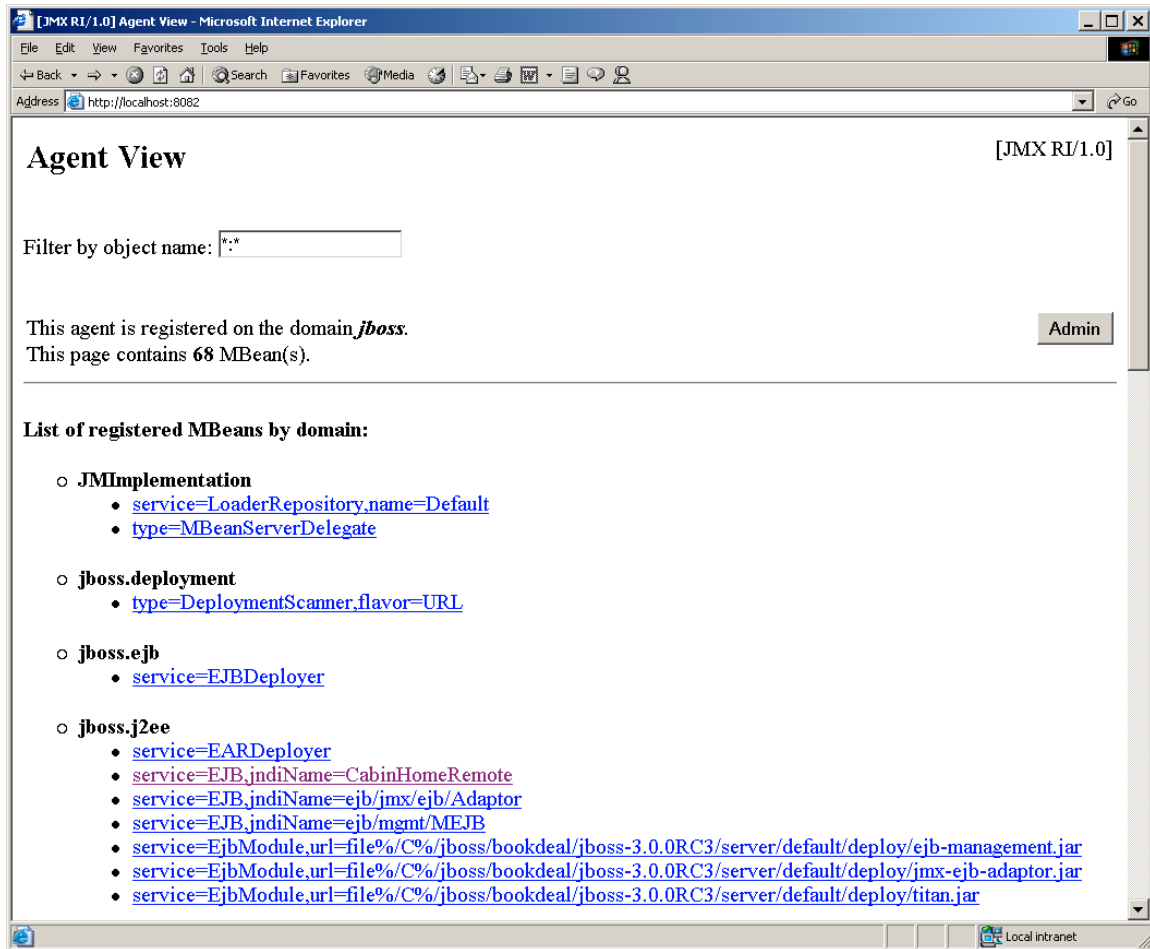 [JMX RI/1.0] Agent View - Microsoft Internet Explorer
File Edit View Favorites Tools Help
Back Search Favorites Media
Address http://localhost:8082 Go
Agent View [JMX RI/1.0]
Filter by object name: *:*
This agent is registered on the domain jboss.
Admin
This page contains 68 MBean(s).
List of registered MBeans by domain:
JMImplementation
service=LoaderRepository,name=Default
type=MBeanServerDelegate
jboss.deployment
type=DeploymentScanner,flavor=URL
jboss.ejb
service=EJBDeployer
jboss.j2ee
service=EARDeployer
service=EJB,jndiName=CabinHomeRemote
service=EJB,jndiName=ejb/jmx/ejb/Adaptor
service=EJB,jndiName=ejb/mgmt/MEJB
service=EjbModule,url=file%/C%/jboss/bookdeal/jboss-3.0.0RC3/server/default/deploy/ejb-management.jar
service=EjbModule,url=file%/C%/jboss/bookdeal/jboss-3.0.0RC3/server/default/deploy/jmx-ejb-adaptor.jar
service=EjbModule,url=file%/C%/jboss/bookdeal/jboss-3.0.0RC3/server/default/deploy/titan.jar
Local intranet